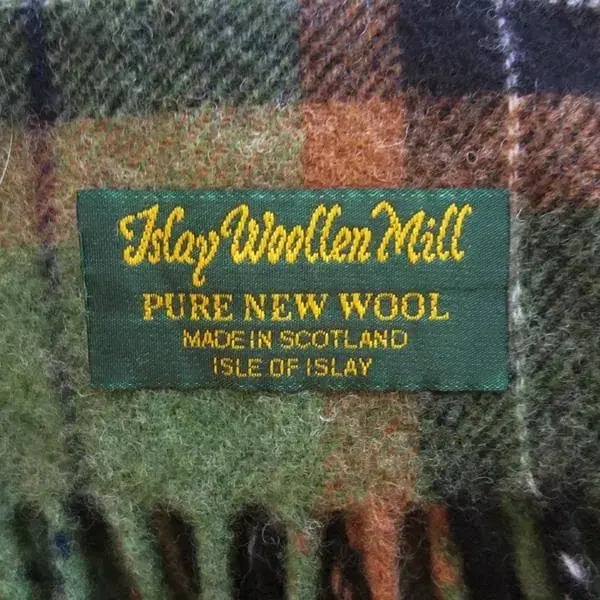 Islay Woollen Mill
PURE NEW WOOL
MADE IN SCOTLAND
ISLE OF ISLAY